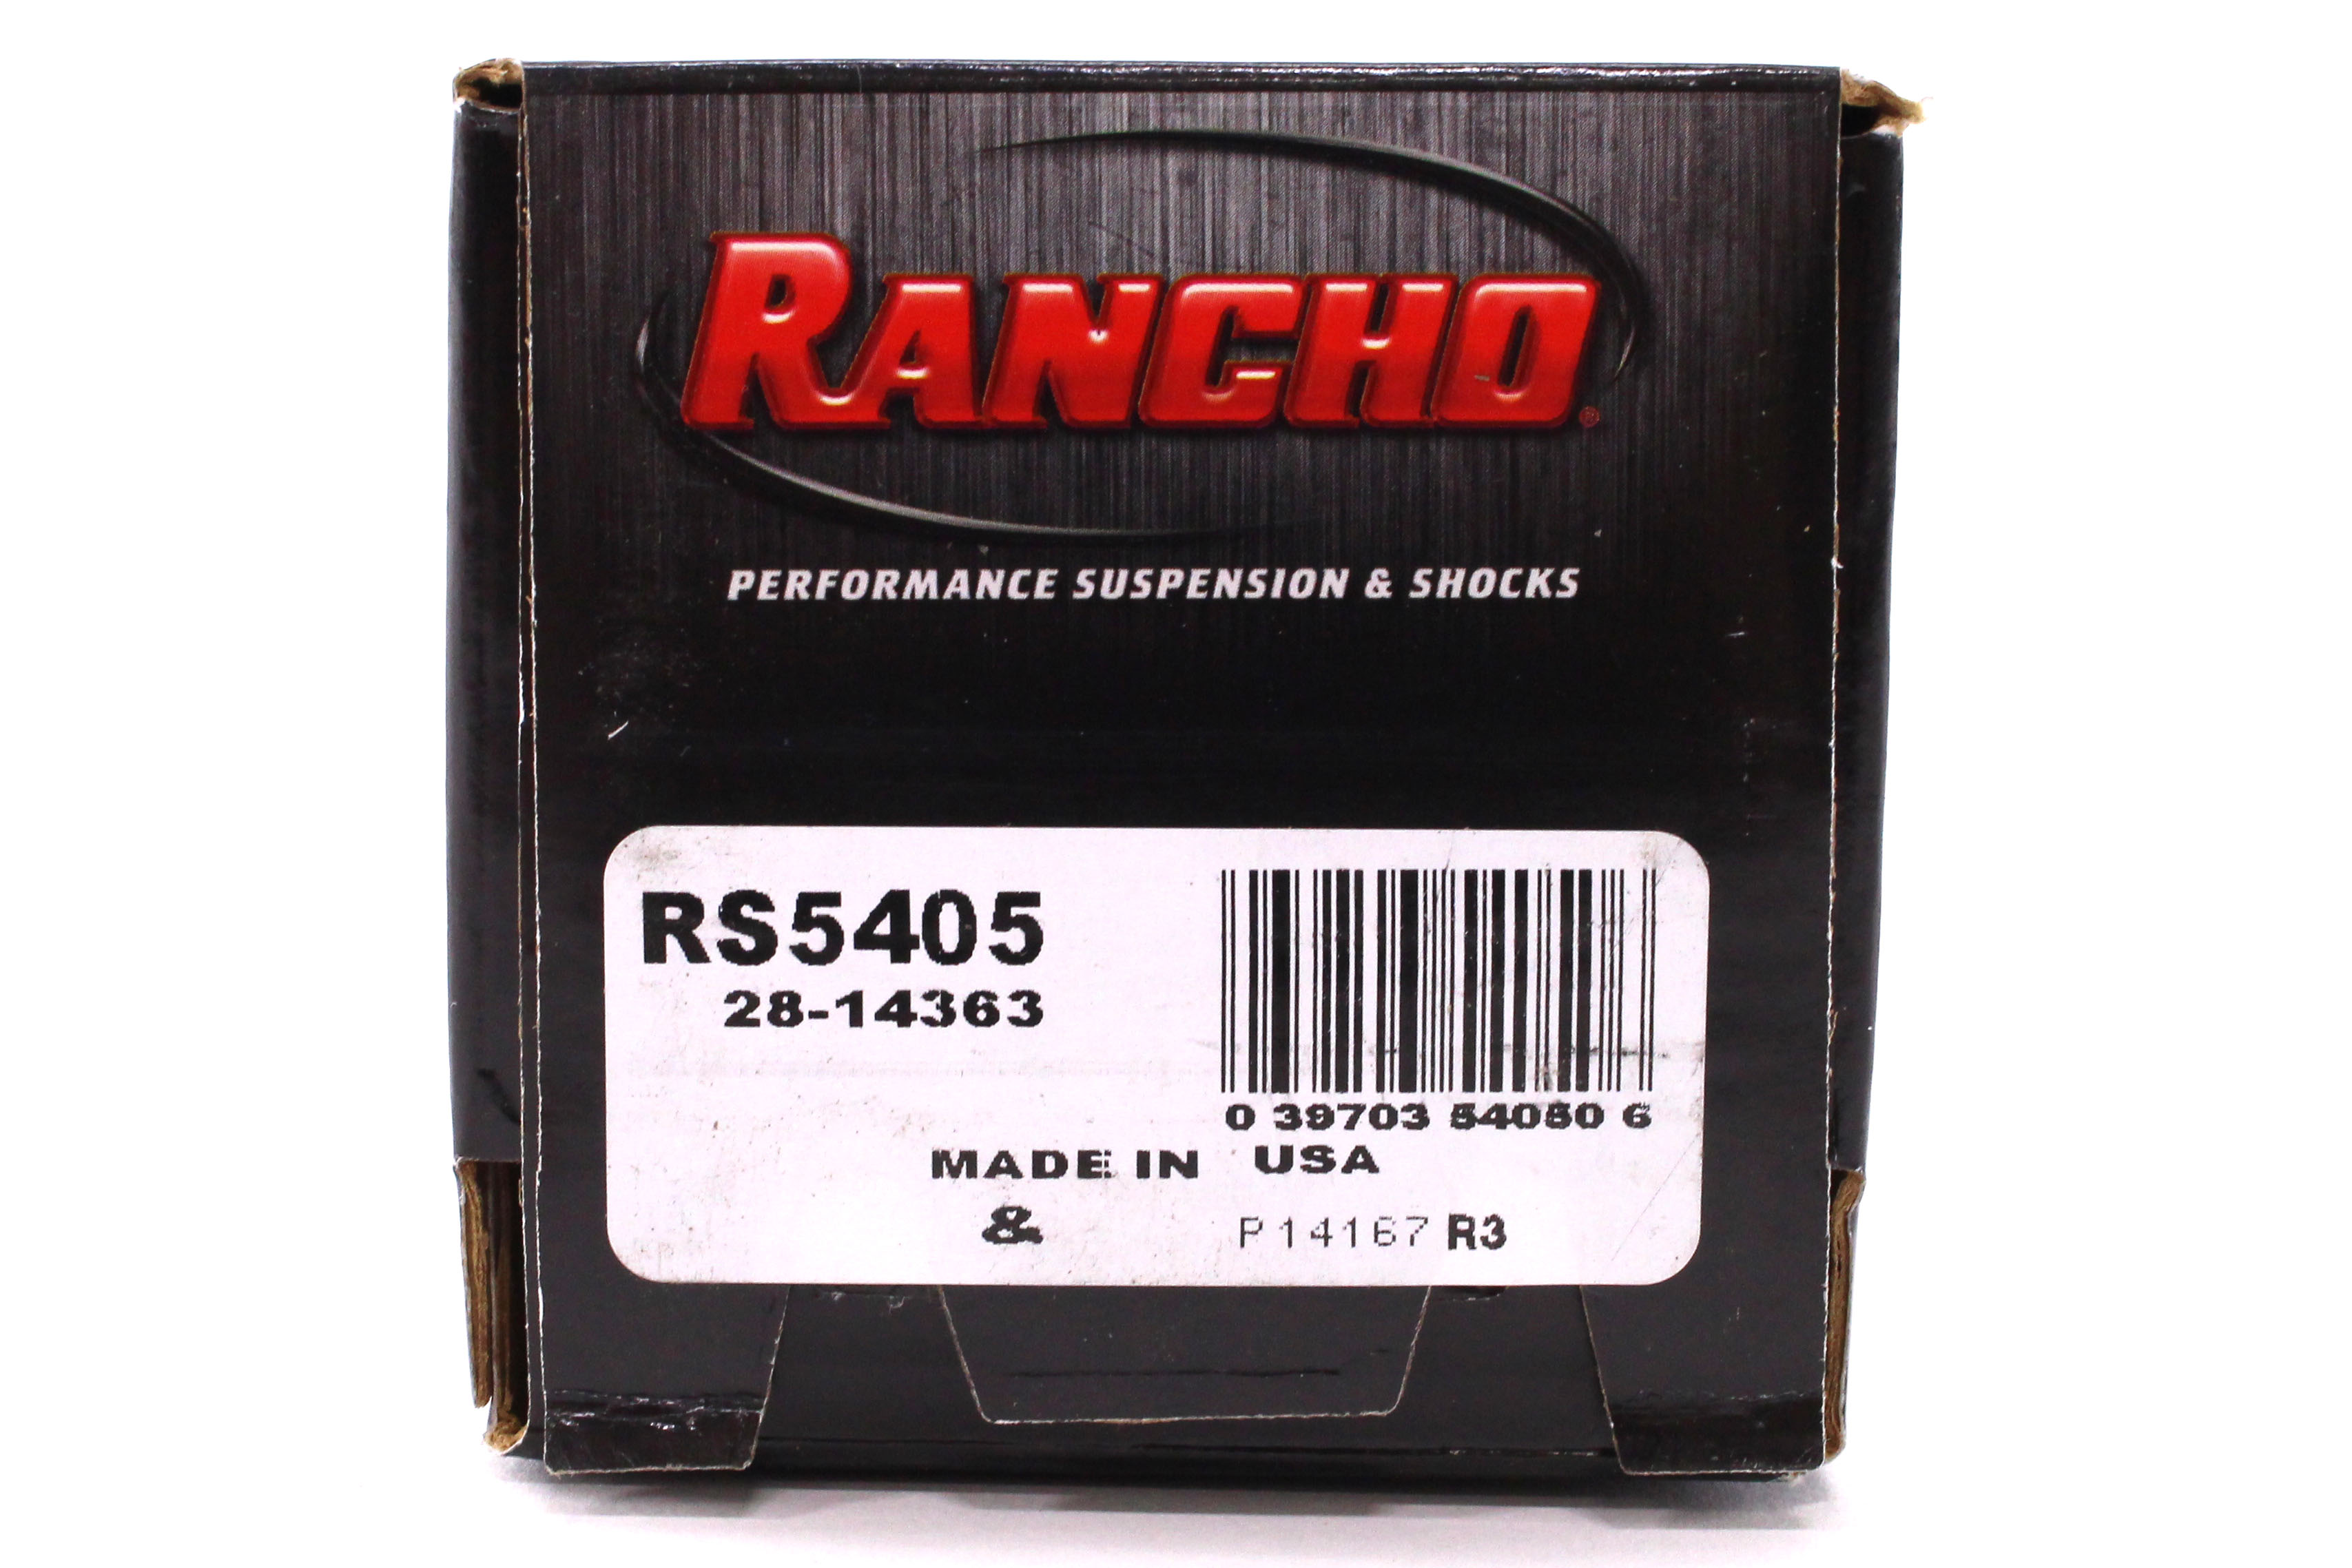 RANCHO®
PERFORMANCE SUSPENSION & SHOCKS
RS5405
28-14363
0 39703 54050 6
MADE IN USA
& P14167 R3